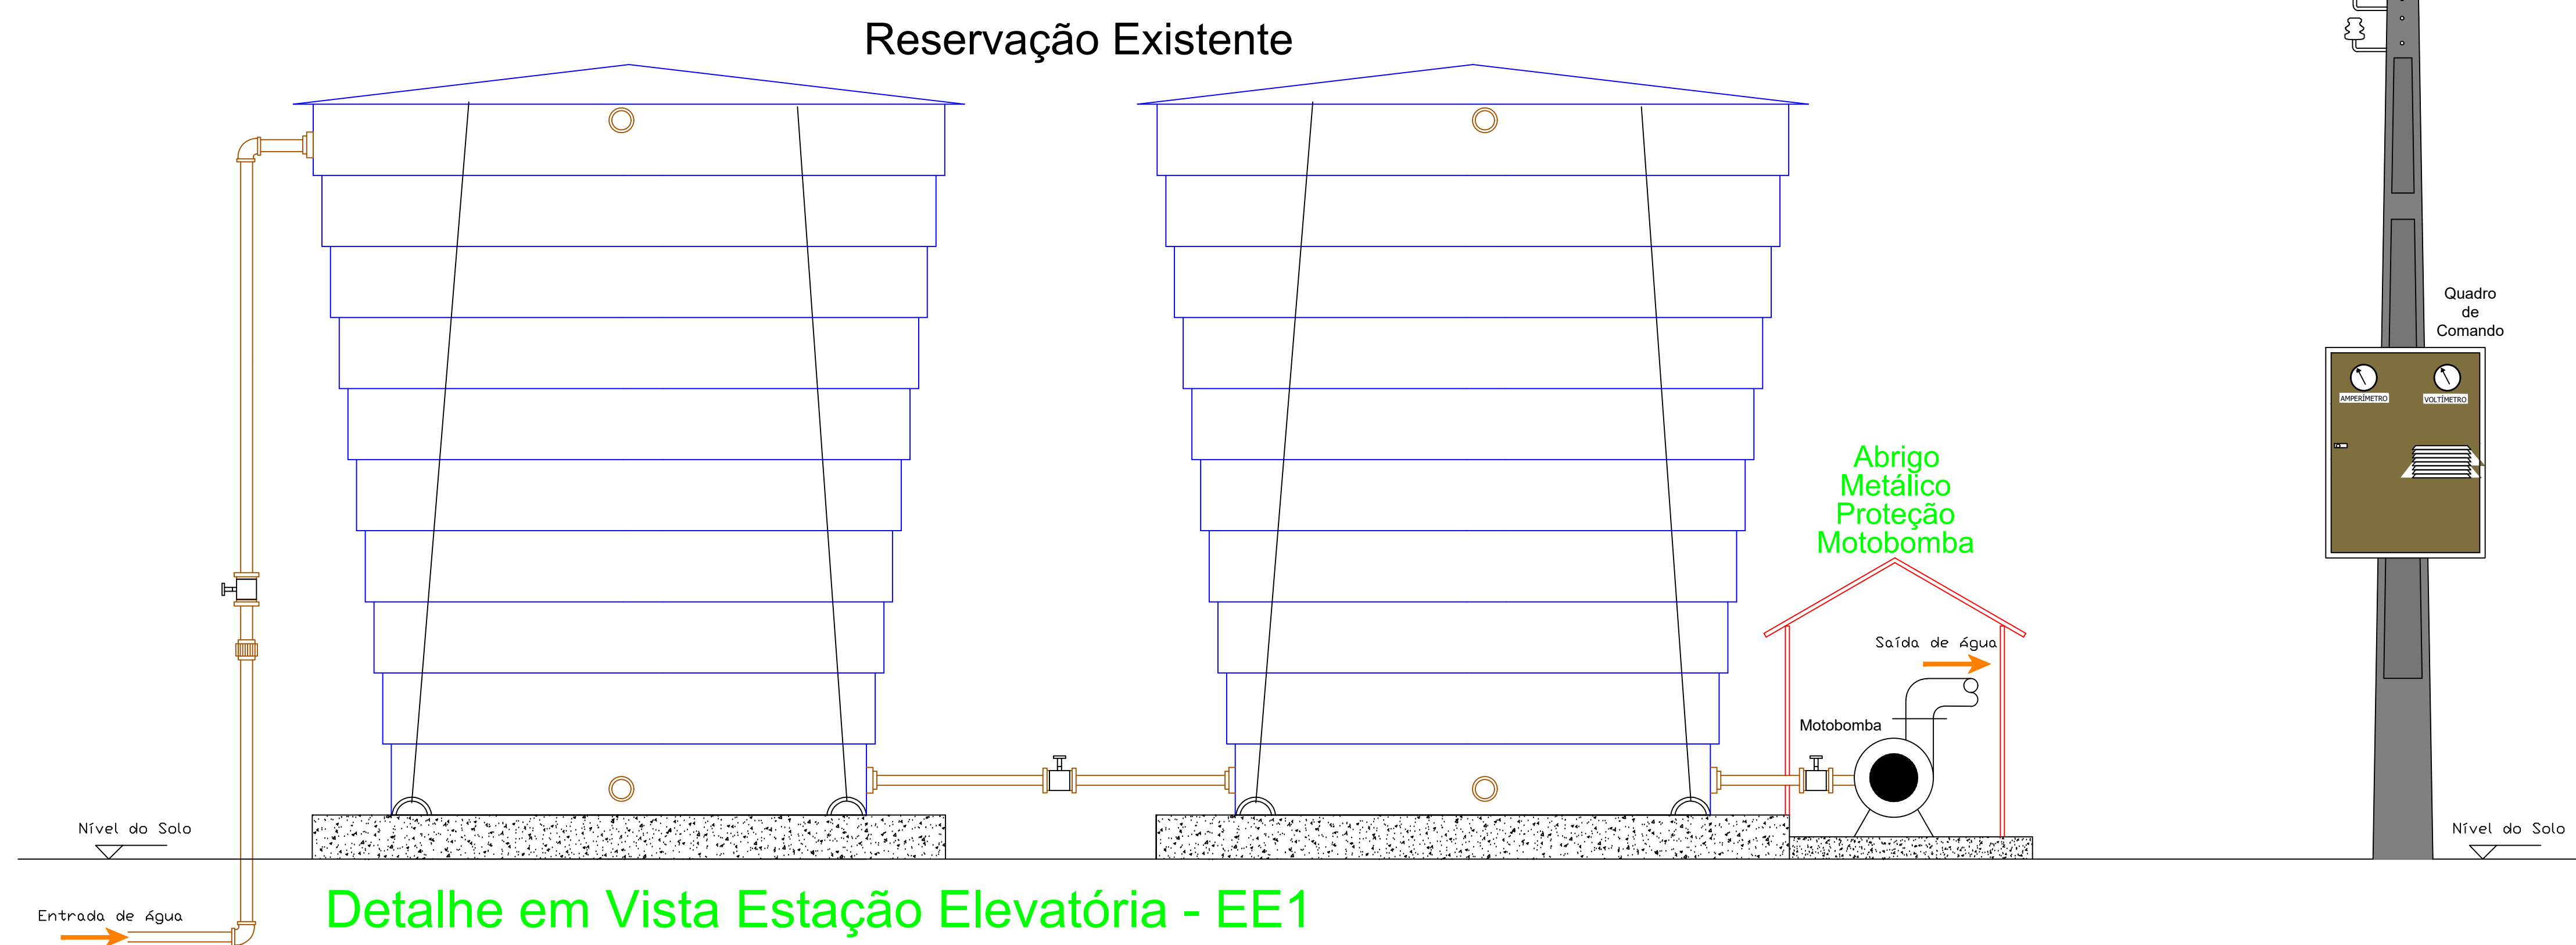 Reservação Existente
Quadro
de
Comando
AMPERÍMETRO
VOLTÍMETRO
Abrigo
Metálico
Proteção
Motobomba
Saída de água
Motobomba
Nível do Solo
Nível do Solo
Detalhe em Vista Estação Elevatória - EE1
Entrada de água